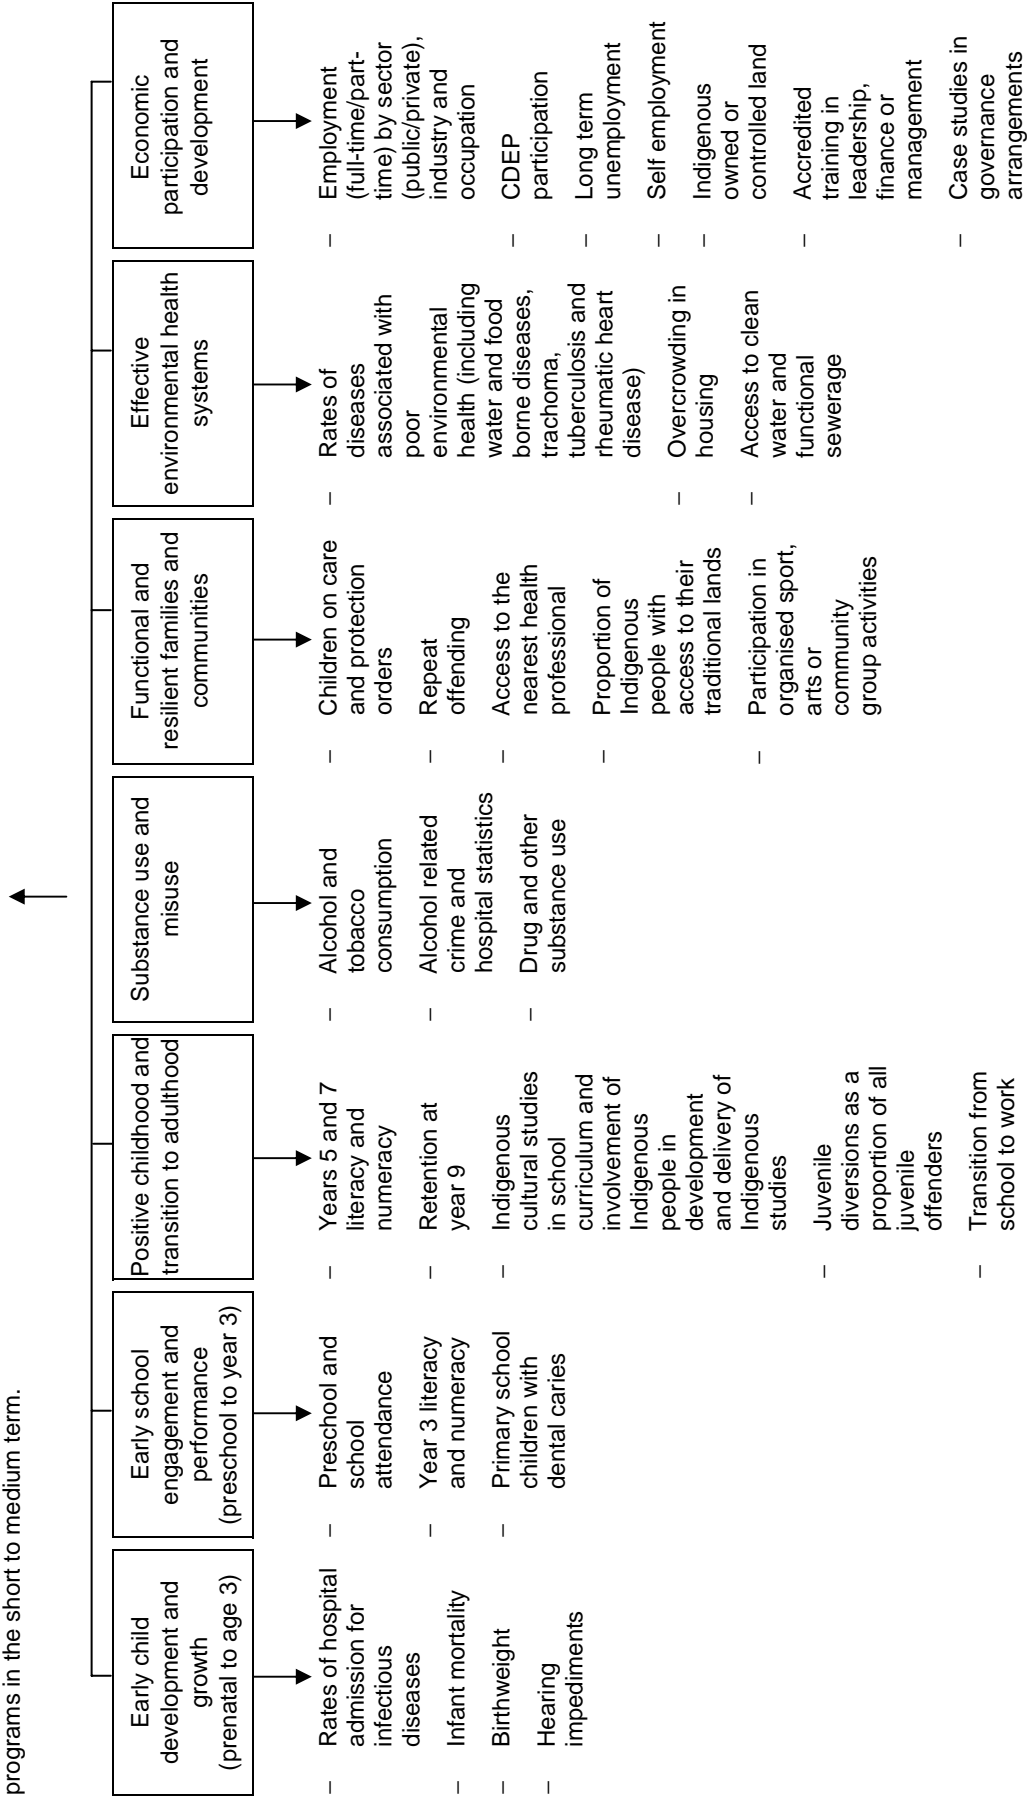 programs in the short to medium term.
Early child
development and
growth
(prenatal to age 3)
– Rates of hospital
admission for
infectious
diseases
– Infant mortality
– Birthweight
– Hearing
impediments
Early school
engagement and
performance
(preschool to year 3)
– Preschool and
school
attendance
– Year 3 literacy
and numeracy
– Primary school
children with
dental caries
Positive childhood and
transition to adulthood
– Years 5 and 7
literacy and
numeracy
– Retention at
year 9
– Indigenous
cultural studies
in school
curriculum and
involvement of
Indigenous
people in
development
and delivery of
Indigenous
studies
– Juvenile
diversions as a
proportion of all
juvenile
offenders
– Transition from
school to work
Substance use and
misuse
– Alcohol and
tobacco
consumption
– Alcohol related
crime and
hospital statistics
– Drug and other
substance use
Functional and
resilient families and
communities
– Children on care
and protection
orders
– Repeat
offending
– Access to the
nearest health
professional
– Proportion of
Indigenous
people with
access to their
traditional lands
– Participation in
organised sport,
arts or
community
group activities
Effective
environmental health
systems
– Rates of
diseases
associated with
poor
environmental
health (including
water and food
borne diseases,
trachoma,
tuberculosis and
rheumatic heart
disease)
– Overcrowding in
housing
– Access to clean
water and
functional
sewerage
Economic
participation and
development
– Employment
(full-time/part-
time) by sector
(public/private),
industry and
occupation
– CDEP
participation
– Long term
unemployment
– Self employment
– Indigenous
owned or
controlled land
– Accredited
training in
leadership,
finance or
management
– Case studies in
governance
arrangements